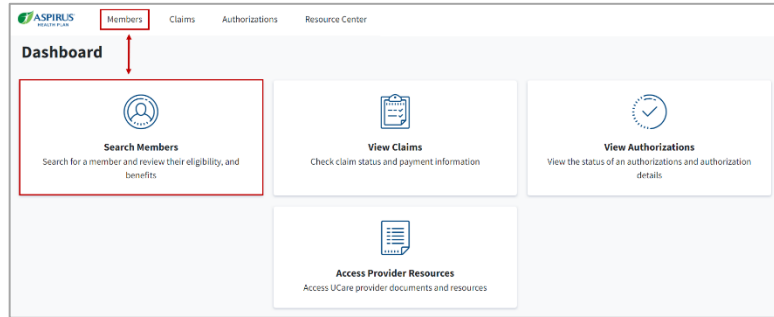 ASPIRUS
HEALTH PLAN
Members Claims Authorizations Resource Center
Dashboard
Search Members
Search for a member and review their eligibility, and
benefits
View Claims
Check claim status and payment information
View Authorizations
View the status of an authorizations and authorization
details
Access Provider Resources
Access UCare provider documents and resources